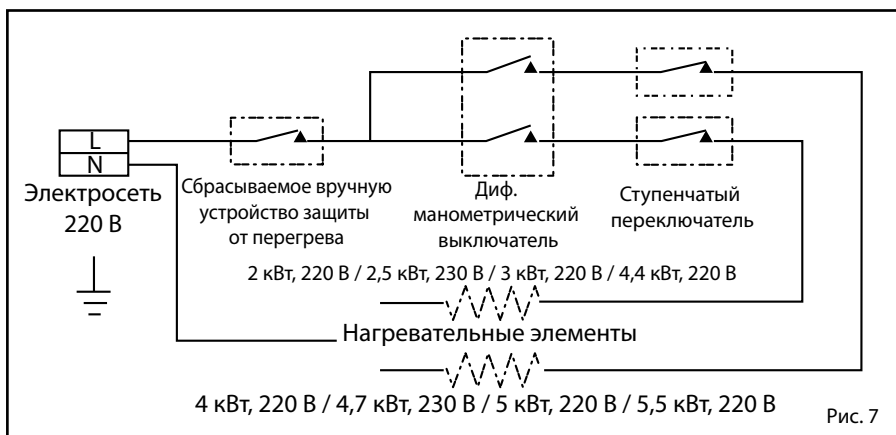 L
N
Электросеть
220 В
Сбрасываемое вручную
устройство защиты
от перегрева
Диф.
манометрический
выключатель
Ступенчатый
переключатель
2 кВт, 220 В / 2,5 кВт, 230 В / 3 кВт, 220 В / 4,4 кВт, 220 В
Нагревательные элементы
4 кВт, 220 В / 4,7 кВт, 230 В / 5 кВт, 220 В / 5,5 кВт, 220 В
Рис. 7